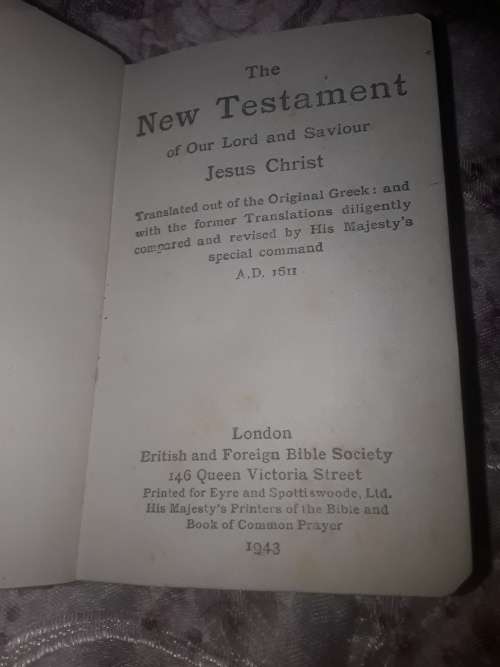 The
New Testament
of Our Lord and Saviour
Jesus Christ
Translated out of the Original Greek: and
with the former Translations diligently
compared and revised by His Majesty's
special command
A.D. 1611
London
British and Foreign Bible Society
146 Queen Victoria Street
Printed for Eyre and Spottiswoode, Ltd.
His Majesty's Printers of the Bible and
Book of Common Prayer
1943